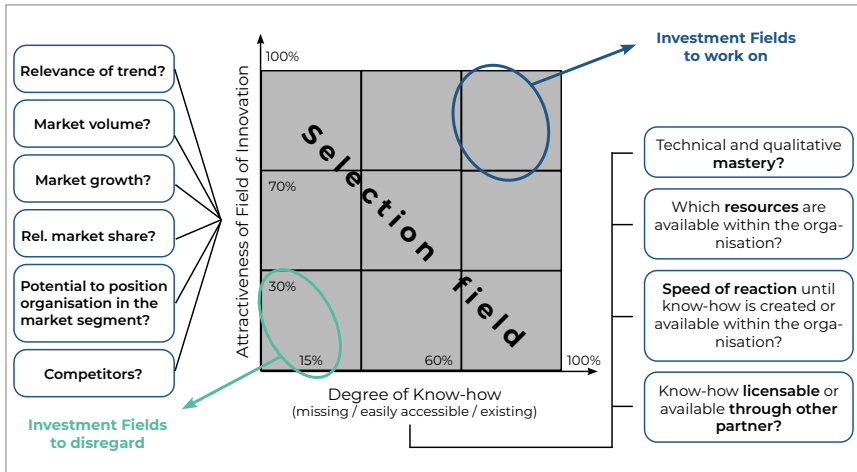 Relevance of trend?
Market volume?
Market growth?
Rel. market share?
Potential to position
organisation in the
market segment?
Competitors?
Investment Fields
to disregard
Attractiveness of Field of Innovation
100%
70%
30%
15%
60%
100%
Selection field
Degree of Know-how
(missing / easily accessible / existing)
Investment Fields
to work on
Technical and qualitative
mastery?
Which resources are
available within the orga-
nisation?
Speed of reaction until
know-how is created or
available within the orga-
nisation?
Know-how licensable or
available through other
partner?